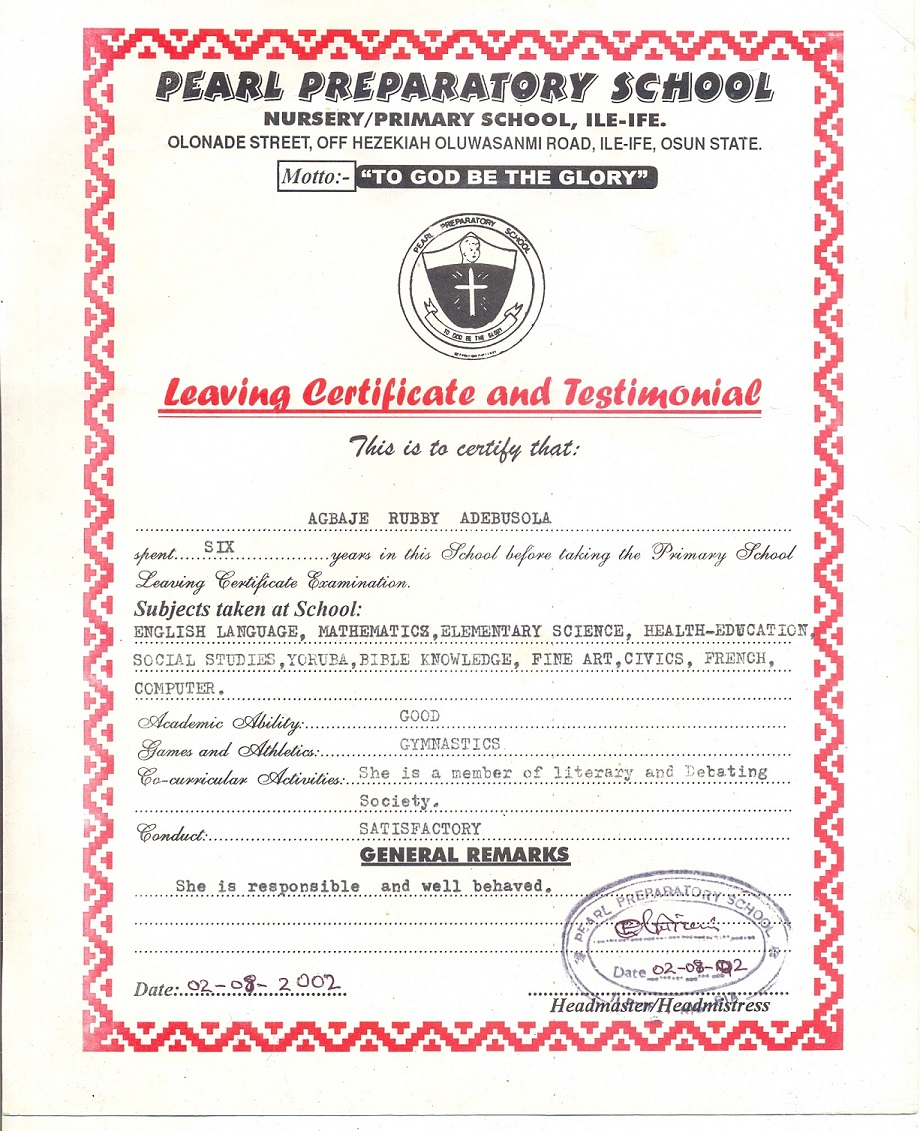 PEARL PREPARATORY SCHOOL
NURSERY/PRIMARY SCHOOL, ILE-IFE.
OLONADE STREET, OFF HEZEKIAH OLUWASANMI ROAD, ILE-IFE, OSUN STATE.
Motto:- "TO GOD BE THE GLORY"
PEARL PREPARATORY SCHOOL
TO GOD BE THE GLORY
Leaving Certificate and Testimonial
This is to certify that:
AGBAJE RUBBY ADEBUSOLA
spent....SIX....years in this School before taking the Primary School
Leaving Certificate Examination.
Subjects taken at School:
ENGLISH LANGUAGE, MATHEMATICS,ELEMENTARY SCIENCE, HEALTH-EDUCATION,
SOCIAL STUDIES,YORUBA,BIBLE KNOWLEDGE, FINE ART,CIVICS, FRENCH,
COMPUTER.
Academic Ability: GOOD
Games and Athletics: GYMNASTICS
Co-curricular Activities: She is a member of literary and Debating
Society.
Conduct: SATISFACTORY
GENERAL REMARKS
She is responsible and well behaved.
PEARL PREPARATORY SCHOOL
Date 02-08-02
Date: 02-08-2002
Headmaster/Headmistress